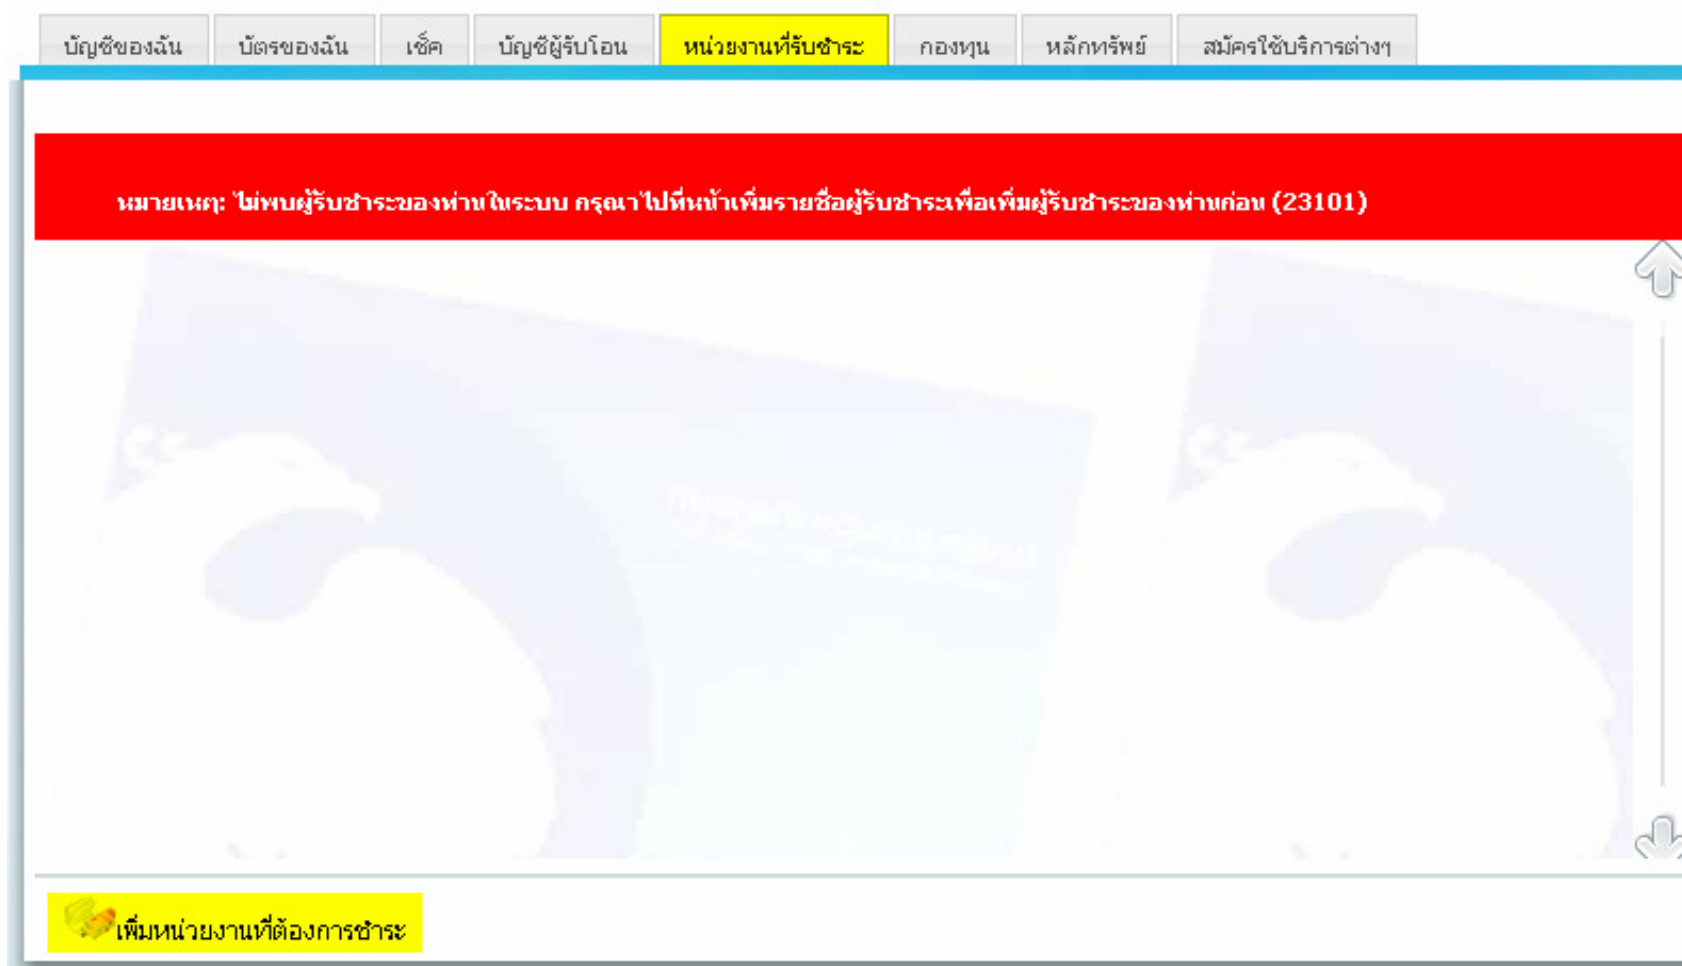 บัญชีของฉัน บัตรของฉัน เช็ค บัญชีผู้รับโอน หน่วยงานที่รับชำระ กองทุน หลักทรัพย์ สมัครใช้บริการต่างๆ
หมายเหตุ: ไม่พบผู้รับชำระของท่านในระบบ กรุณาไปที่หน้าเพิ่มรายชื่อผู้รับชำระเพื่อเพิ่มผู้รับชำระของท่านก่อน (23101)
เพิ่มหน่วยงานที่ต้องการชำระ